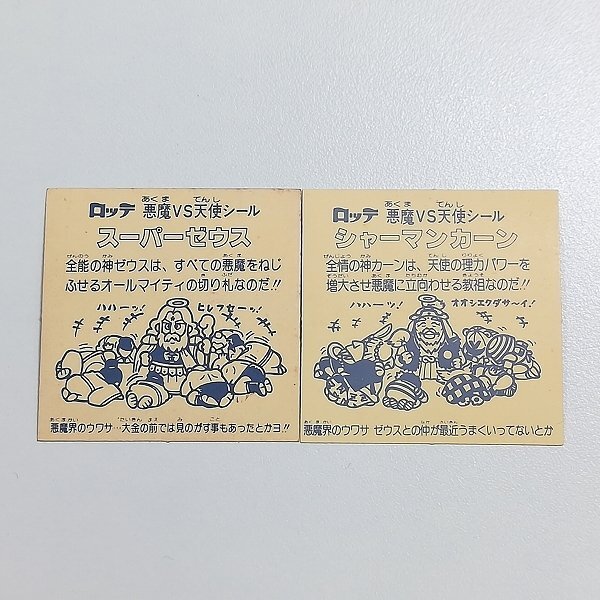 ロッテ 悪魔VS天使シール
スーパーゼウス
全能の神ゼウスは、すべての悪魔をねじ
ふせるオールマイティの切り札なのだ!!
ハハーッ!
ヒレフセーッ!
悪魔界のウワサ…大金の前では見のがす事もあったとかヨ!!
ロッテ 悪魔VS天使シール
シャーマンカーン
全情の神カーンは、天使の理力パワーを
増大させ悪魔に立向わせる教祖なのだ!!
ハハーッ!
オオシエクダサ〜イ!
悪魔界のウワサ ゼウスとの仲が最近うまくいってないとか